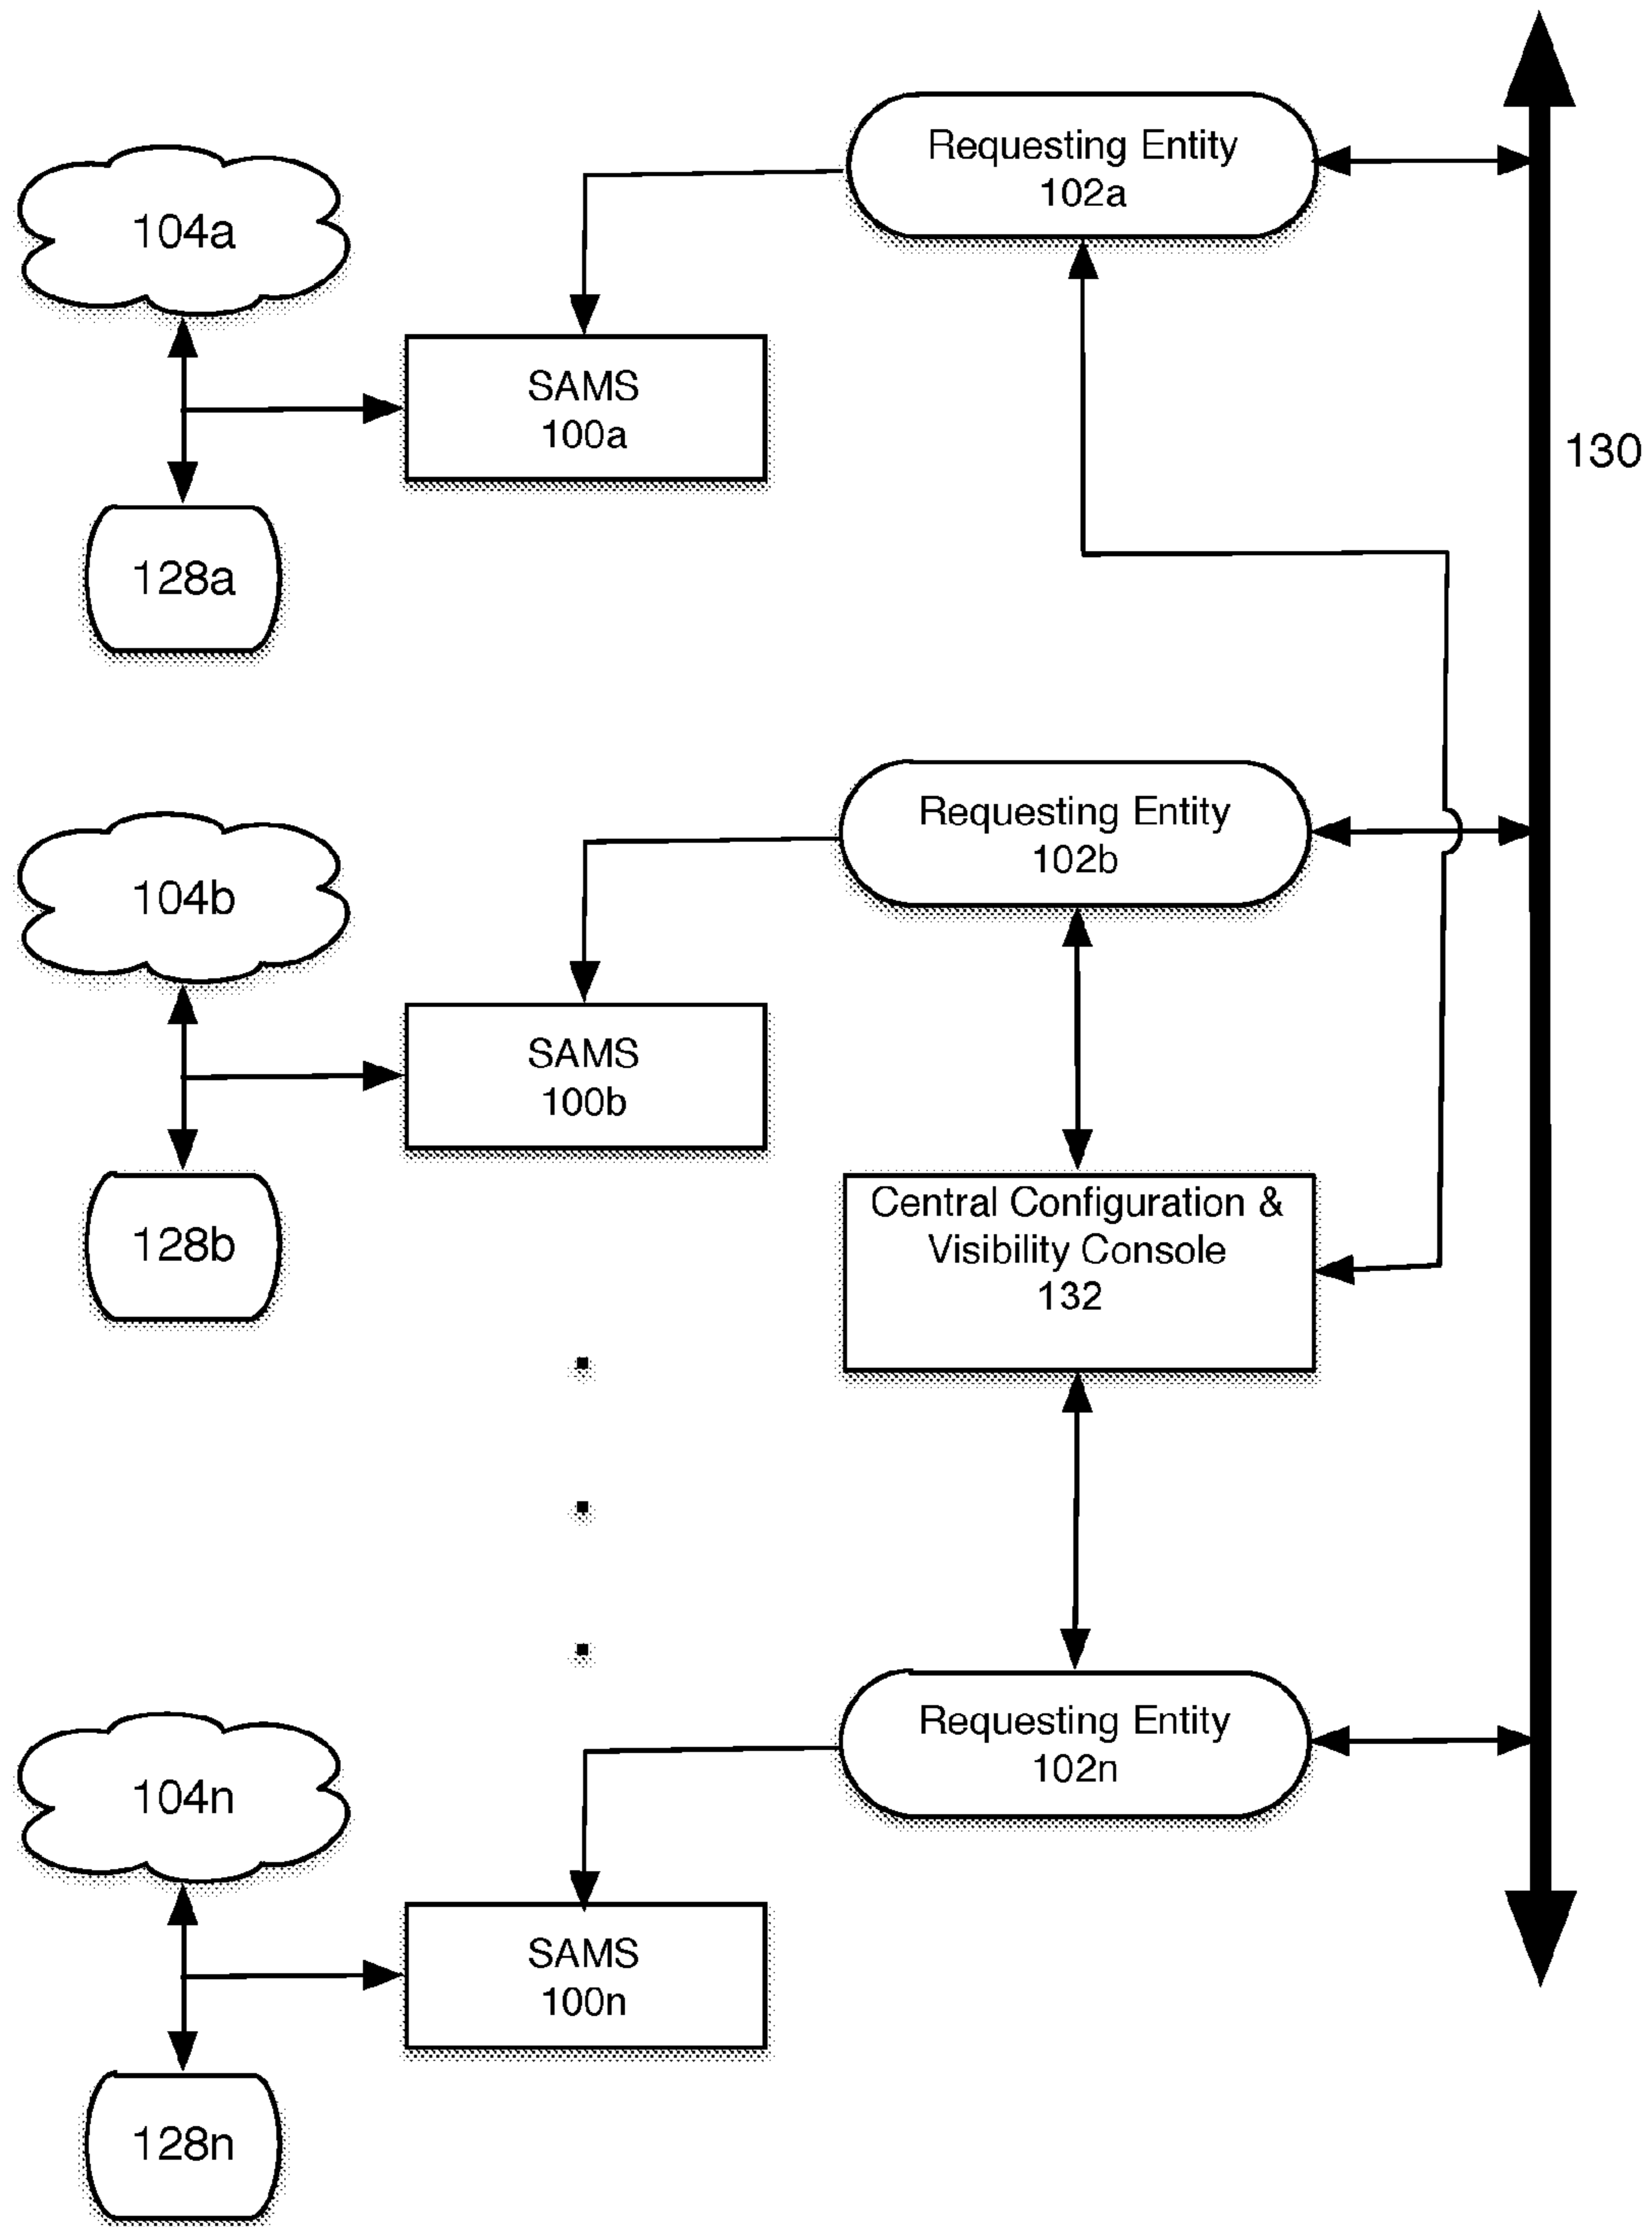 Requesting Entity
102a
104a
SAMS
100a
130
128a
Requesting Entity
102b
104b
SAMS
100b
Central Configuration &
Visibility Console
132
128b
Requesting Entity
102n
104n
SAMS
100n
128n